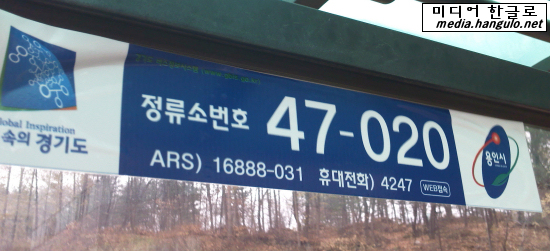 미디어 한글로
media.hangulo.net
Global Inspiration
속의 경기도
정류소번호 47-020
ARS) 16888-031 휴대전화) 4247 WEB접속
용인시